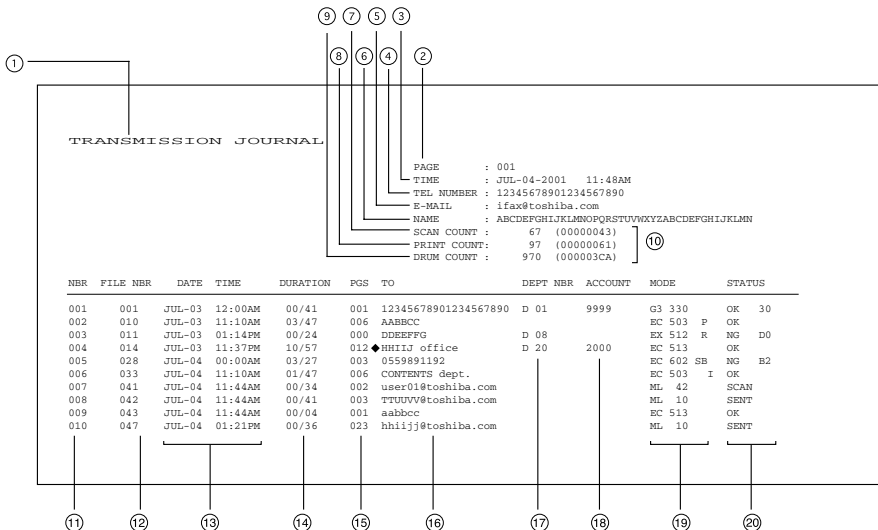 ⑨ ⑦ ⑤ ③
① ⑧ ⑥ ④ ②
TRANSMISSION JOURNAL
PAGE : 001
TIME : JUL-04-2001 11:48AM
TEL NUMBER : 12345678901234567890
E-MAIL : ifax@toshiba.com
NAME : ABCDEFGHIJKLMNOPQRSTUVWXYZABCDEFGHIJKLMN
SCAN COUNT : 67 (00000043)
PRINT COUNT: 97 (00000061) ⑩
DRUM COUNT : 970 (000003CA)
NBR FILE NBR DATE TIME DURATION PGS TO DEPT NBR ACCOUNT MODE STATUS
001 001 JUL-03 12:00AM 00/41 001 12345678901234567890 D 01 9999 G3 330 OK 30
002 010 JUL-03 11:10AM 03/47 006 AABBCC EC 503 P OK
003 011 JUL-03 01:14PM 00/24 000 DDEEFFG D 08 EX 512 R NG D0
004 014 JUL-03 11:37PM 10/57 012 ◆HHIIJ office D 20 2000 EC 513 OK
005 028 JUL-04 00:00AM 03/27 003 0559891192 EC 602 SB NG B2
006 033 JUL-04 11:10AM 01/47 006 CONTENTS dept. EC 503 I OK
007 041 JUL-04 11:44AM 00/34 002 user01@toshiba.com ML 42 SCAN
008 042 JUL-04 11:44AM 00/41 003 TTUUVV@toshiba.com ML 10 SENT
009 043 JUL-04 11:44AM 00/04 001 aabbcc EC 513 OK
010 047 JUL-04 01:21PM 00/36 023 hhiijj@toshiba.com ML 10 SENT
⑪ ⑫ ⑬ ⑭ ⑮ ⑯ ⑰ ⑱ ⑲ ⑳